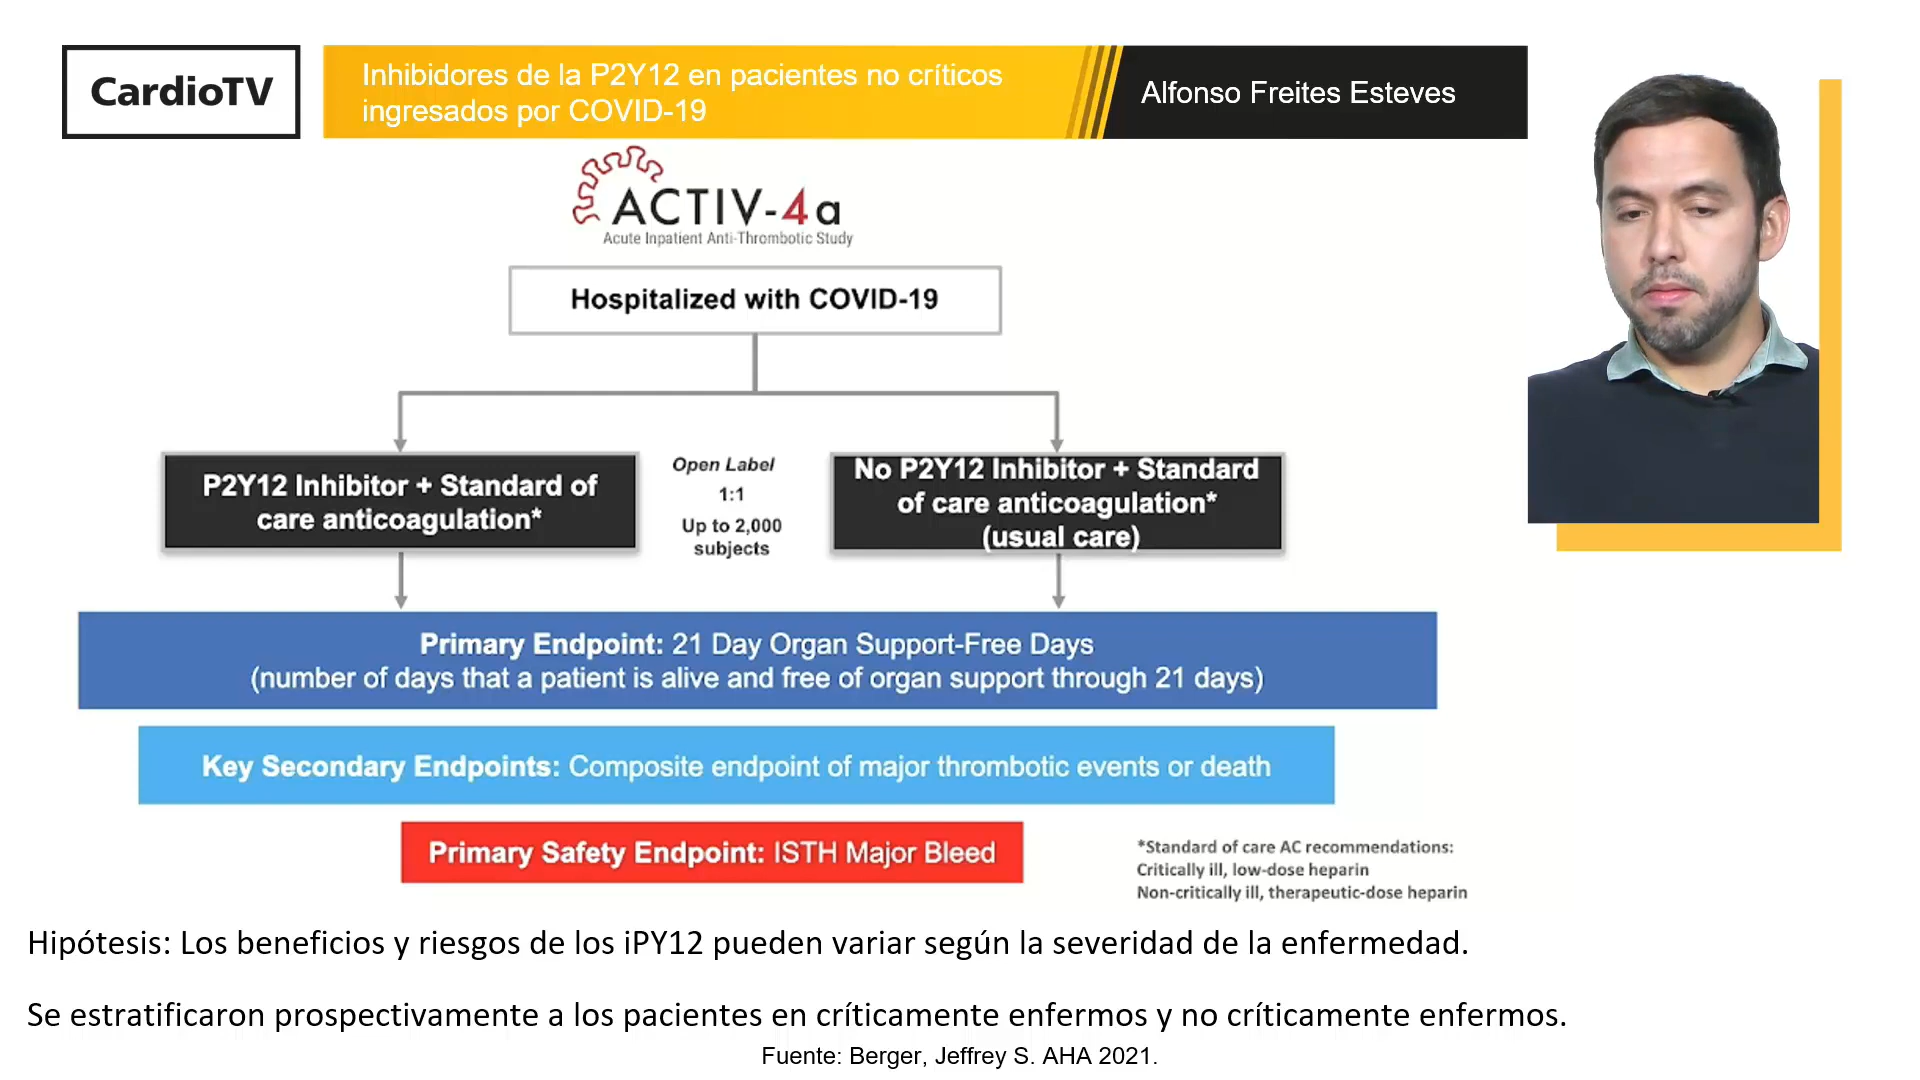 CardioTV
Inhibidores de la P2Y12 en pacientes no críticos
ingresados por COVID-19
Alfonso Freites Esteves
ACTIV-4a
Acute Inpatient Anti-Thrombotic Study
Hospitalized with COVID-19
P2Y12 Inhibitor + Standard of
care anticoagulation*
Open Label
1:1
Up to 2,000
subjects
No P2Y12 Inhibitor + Standard
of care anticoagulation*
(usual care)
Primary Endpoint: 21 Day Organ Support-Free Days
(number of days that a patient is alive and free of organ support through 21 days)
Key Secondary Endpoints: Composite endpoint of major thrombotic events or death
Primary Safety Endpoint: ISTH Major Bleed
*Standard of care AC recommendations:
Critically ill, low-dose heparin
Non-critically ill, therapeutic-dose heparin
Hipótesis: Los beneficios y riesgos de los iPY12 pueden variar según la severidad de la enfermedad.
Se estratificaron prospectivamente a los pacientes en críticamente enfermos y no críticamente enfermos.
Fuente: Berger, Jeffrey S. AHA 2021.